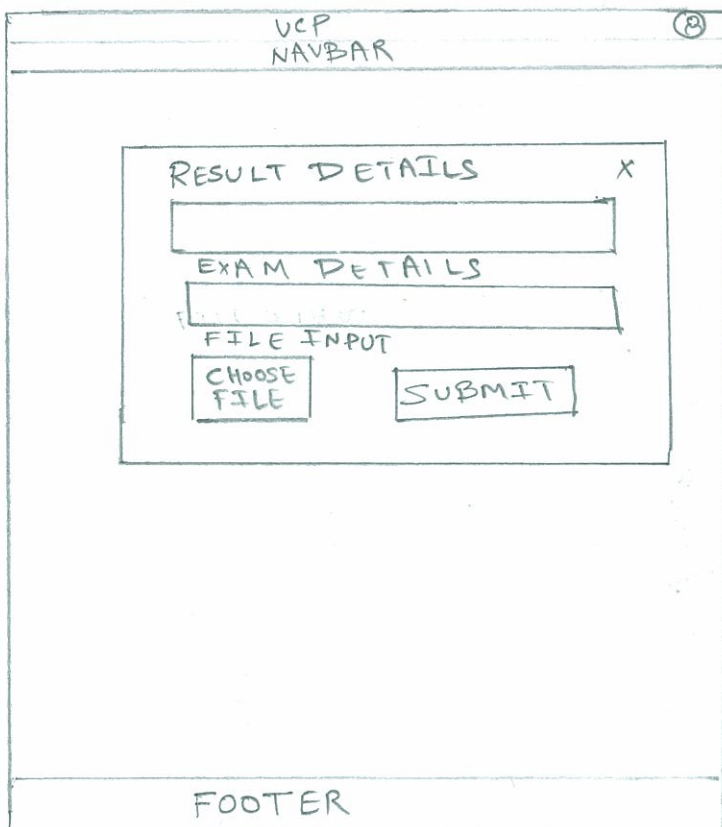 UCP
NAVBAR
RESULT DETAILS X
EXAM DETAILS
FILE INPUT
CHOOSE
FILE
SUBMIT
FOOTER